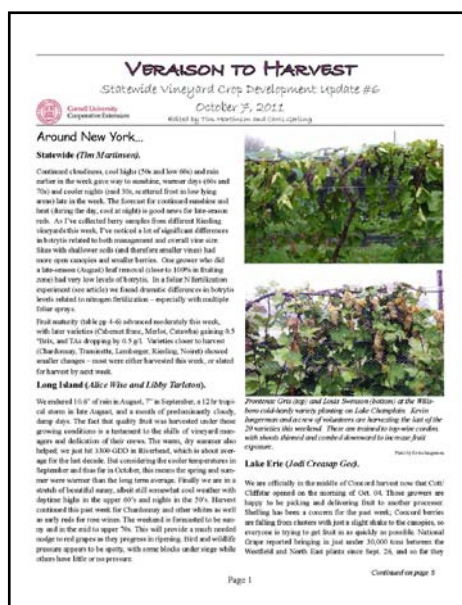 VERAISON TO HARVEST
Statewide Vineyard Crop Development Update #6
October 7, 2011
Edited by Tim Martinson and Chris Gerling
Cornell University
Cooperative Extension
Around New York...
Statewide (Tim Martinson).
Continued cloudiness, cool highs (50s and low 60s) and rain
earlier in the week gave way to sunshine, warmer days (60s and
70s) and cooler nights (mid 30s, scattered frost in low lying
areas) late in the week. The forecast for continued sunshine and
heat (during the day, cool at night) is good news for late-season
reds. As I've collected berry samples from different Riesling
vineyards this week, I've noticed a lot of significant differences
in botrytis related to both management and overall vine size.
Sites with shallower soils (and therefore smaller vines) had
more open canopies and smaller berries. One grower who did
a late-season (August) leaf removal (close to 100% in fruiting
zone) had very low levels of botrytis. In a foliar N fertilization
experiment (see article) we found dramatic differences in botrytis
levels related to nitrogen fertilization – especially with multiple
foliar sprays.
Fruit maturity (table pp 4-6) advanced moderately this week,
with later varieties (Cabernet franc, Merlot, Catawba) gaining 0.5
°Brix, and TAs dropping by 0.5 g/l. Varieties closer to harvest
(Chardonnay, Traminette, Lemberger, Riesling, Noiret) showed
smaller changes – most were either harvested this week, or slated
for harvest by next week.
Long Island (Alice Wise and Libby Tarleton).
We endured 10.6" of rain in August, 7" in September, a 12 hr tropi-
cal storm in late August, and a month of predominantly cloudy,
damp days. The fact that quality fruit was harvested under these
growing conditions is a testament to the skills of vineyard mana-
gers and dedication of their crews. The warm, dry summer also
helped; we just hit 3300 GDD in Riverhead, which is about aver-
age for the last decade. But considering the cooler temperatures in
September and thus far in October, this means the spring and sum-
mer were warmer than the long term average. Finally we are in a
stretch of beautiful sunny, albeit still somewhat cool weather with
daytime highs in the upper 60's and nights in the 50's. Harvest
continued this past week for Chardonnay and other whites as well
as early reds for rose wines. The weekend is forecasted to be sun-
ny and in the mid to upper 70s. This will provide a much needed
nudge to red grapes as they progress in ripening. Bird and wildlife
pressure appears to be spotty, with some blocks under siege while
others have little or no pressure.
Frontenac Gris (top) and Louis Swenson (bottom) at the Wills-
boro cold-hardy variety planting on Lake Champlain. Kevin
Iungerman and a crew of volunteers are harvesting the last of the
29 varieties this weekend. These are trained to top-wire cordon,
with shoots thinned and combed downward to increase fruit
exposure.
Photo by Kevin Iungerman
Lake Erie (Jodi Creasap Gee).
We are officially in the middle of Concord harvest now that Cott/
Cliffstar opened on the morning of Oct. 04. Those growers are
happy to be picking and delivering fruit to another processor.
Shelling has been a concern for the past week; Concord berries
are falling from clusters with just a slight shake to the canopies, so
everyone is trying to get fruit in as quickly as possible. National
Grape reported bringing in just under 30,000 tons between the
Westfield and North East plants since Sept. 26, and so far they
Continued on page 8
Page 1